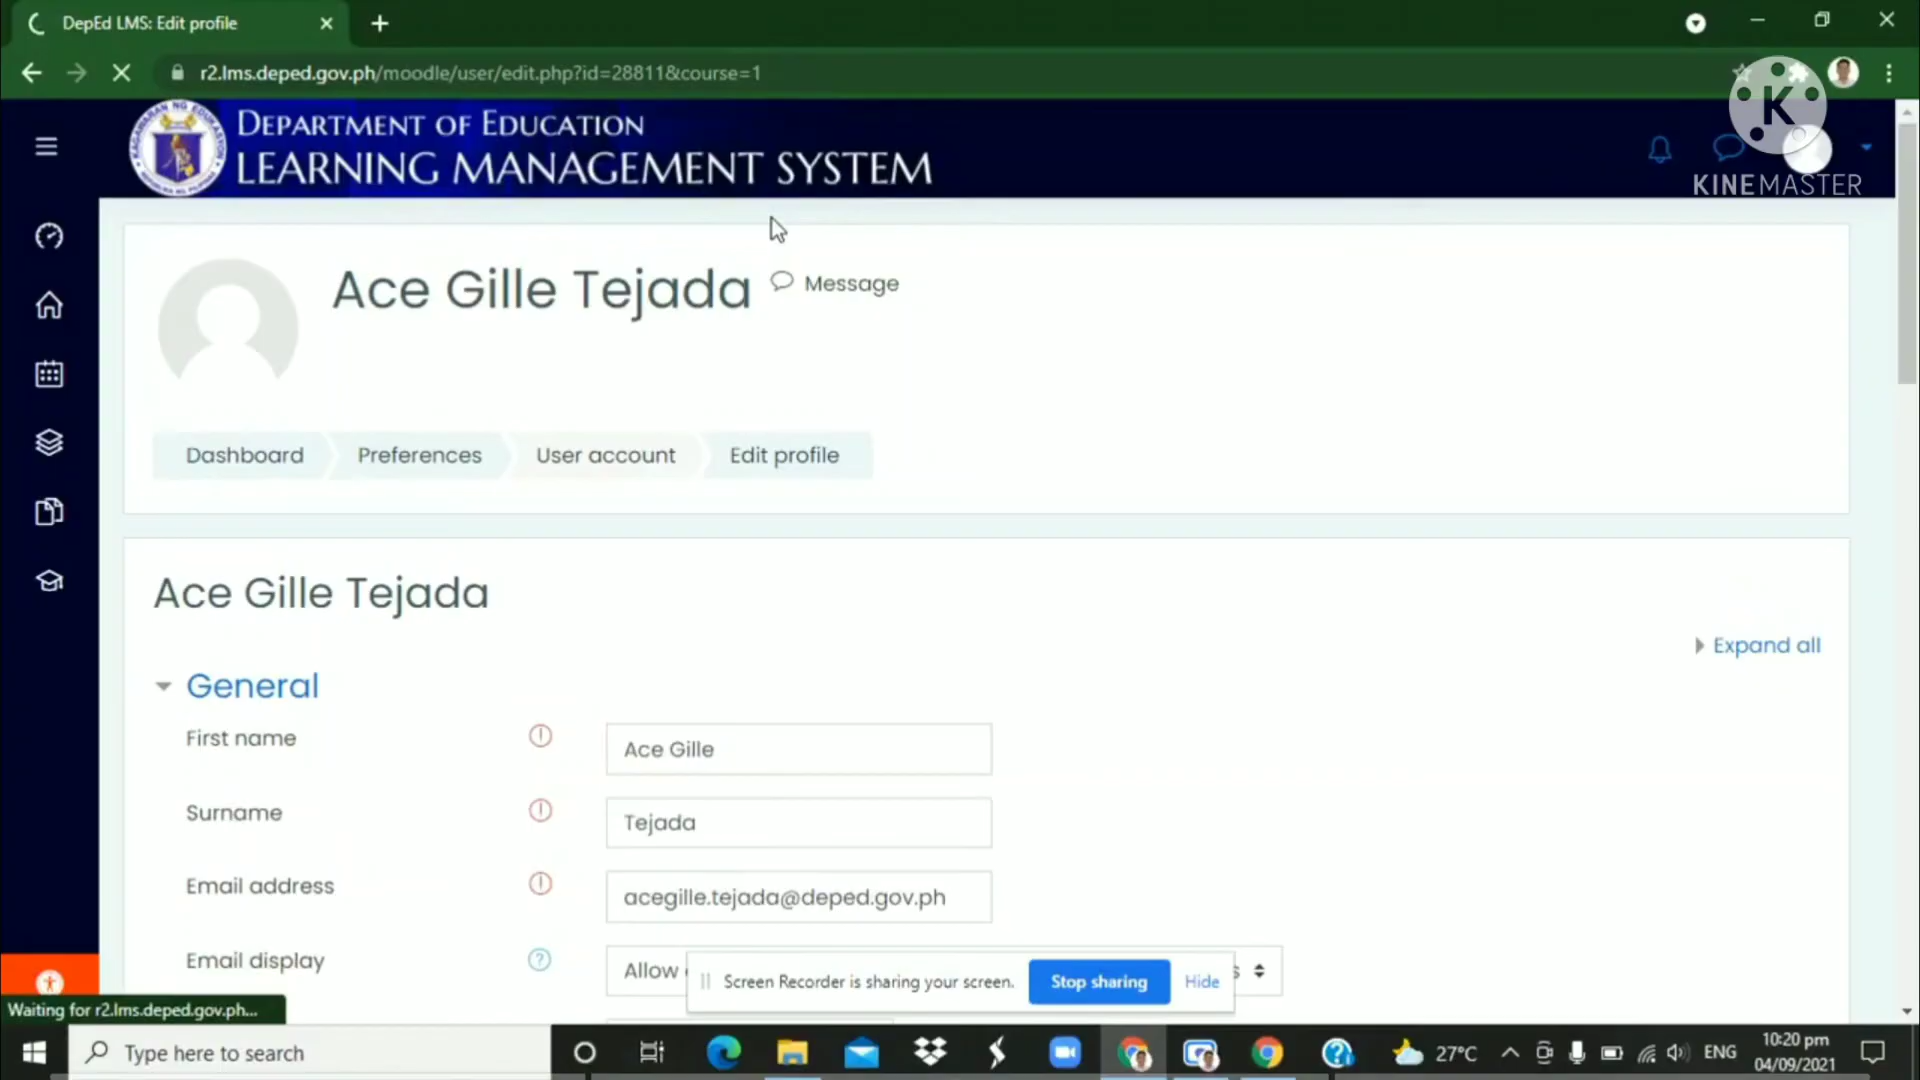 DepEd LMS: Edit profile
r2.lms.deped.gov.ph/moodle/user/edit.php?id=28811&course=1
DEPARTMENT OF EDUCATION
LEARNING MANAGEMENT SYSTEM
K
KINEMASTER
Ace Gille Tejada
Message
Dashboard
Preferences
User account
Edit profile
Ace Gille Tejada
Expand all
General
First name
Ace Gille
Surname
Tejada
Email address
acegille.tejada@deped.gov.ph
Email display
Allow
s
Screen Recorder is sharing your screen.
Stop sharing
Hide
Waiting for r2.lms.deped.gov.ph...
Type here to search
27°C
ENG
10:20 pm
04/09/2021